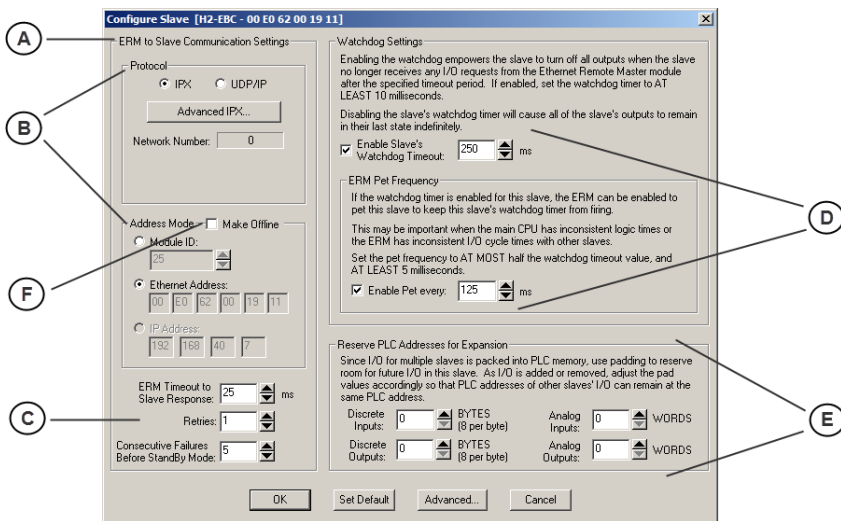 Configure Slave [H2-EBC - 00 E0 62 00 19 11]
A
ERM to Slave Communication Settings
B
Protocol
IPX
UDP/IP
Advanced IPX...
Network Number:
0
Address Mode
Make Offline
F
Module ID:
25
Ethernet Address:
00 E0 62 00 19 11
IP Address:
192 168 40 7
C
ERM Timeout to
Slave Response:
25
ms
Retries:
1
Consecutive Failures
Before StandBy Mode:
5
Watchdog Settings
Enabling the watchdog empowers the slave to turn off all outputs when the slave
no longer receives any I/O requests from the Ethernet Remote Master module
after the specified timeout period. If enabled, set the watchdog timer to AT
LEAST 10 milliseconds.
Disabling the slave's watchdog timer will cause all of the slave's outputs to remain
in their last state indefinitely.
Enable Slave's
Watchdog Timeout:
250
ms
D
ERM Pet Frequency
If the watchdog timer is enabled for this slave, the ERM can be enabled to
pet this slave to keep this slave's watchdog timer from firing.
This may be important when the main CPU has inconsistent logic times or
the ERM has inconsistent I/O cycle times with other slaves.
Set the pet frequency to AT MOST half the watchdog timeout value, and
AT LEAST 5 milliseconds.
Enable Pet every:
125
ms
Reserve PLC Addresses for Expansion
Since I/O for multiple slaves is packed into PLC memory, use padding to reserve
room for future I/O in this slave. As I/O is added or removed, adjust the pad
values accordingly so that PLC addresses of other slaves' I/O can remain at the
same PLC address.
E
Discrete
Inputs:
0
BYTES
(8 per byte)
Analog
Inputs:
0
WORDS
Discrete
Outputs:
0
BYTES
(8 per byte)
Analog
Outputs:
0
WORDS
OK
Set Default
Advanced...
Cancel